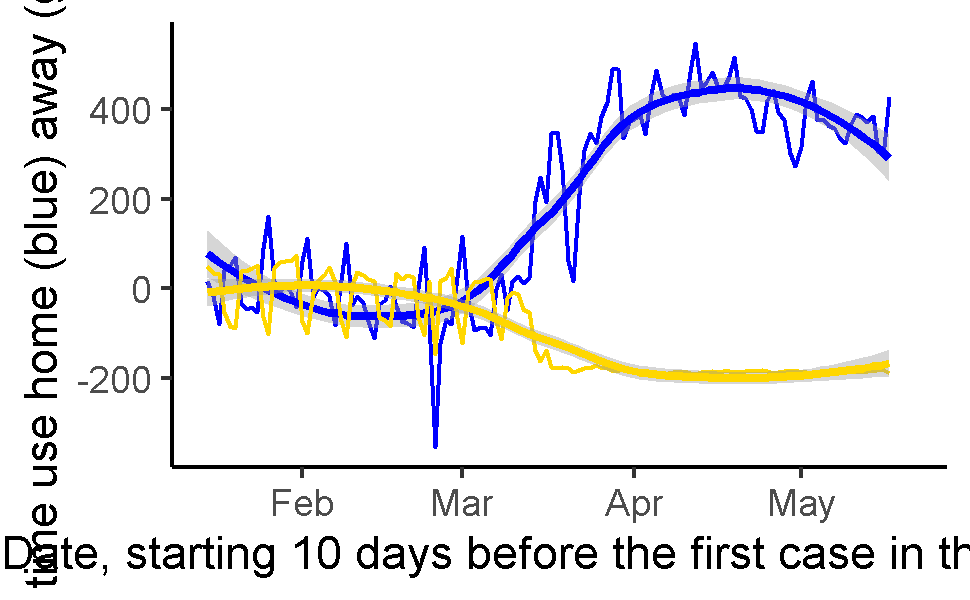 time use home (blue) away (
400
200
0
-200
Feb Mar Apr May
Date, starting 10 days before the first case in th